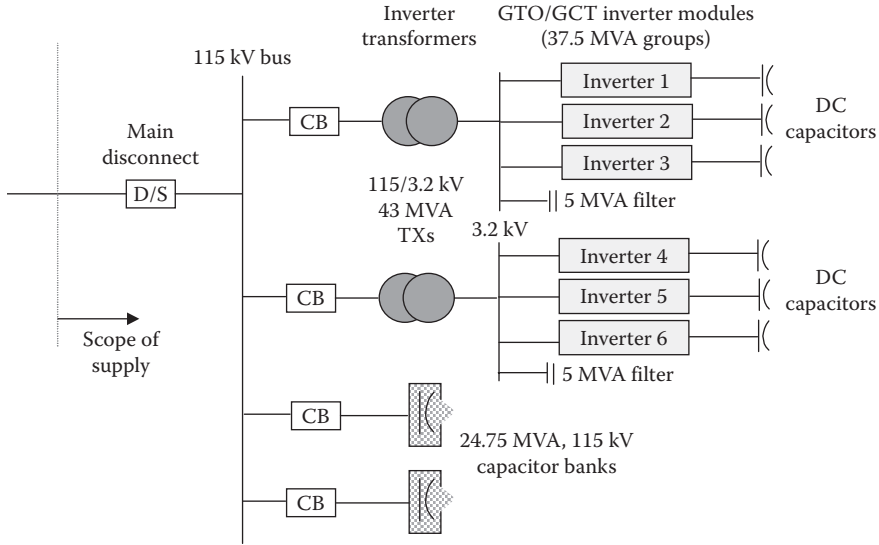 Inverter
transformers
GTO/GCT inverter modules
(37.5 MVA groups)
115 kV bus
Inverter 1
CB
Inverter 2
DC
capacitors
Main
disconnect
Inverter 3
D/S
115/3.2 kV
43 MVA
TXs
5 MVA filter
3.2 kV
Inverter 4
CB
Inverter 5
DC
capacitors
Scope of
supply
Inverter 6
5 MVA filter
CB
24.75 MVA, 115 kV
capacitor banks
CB